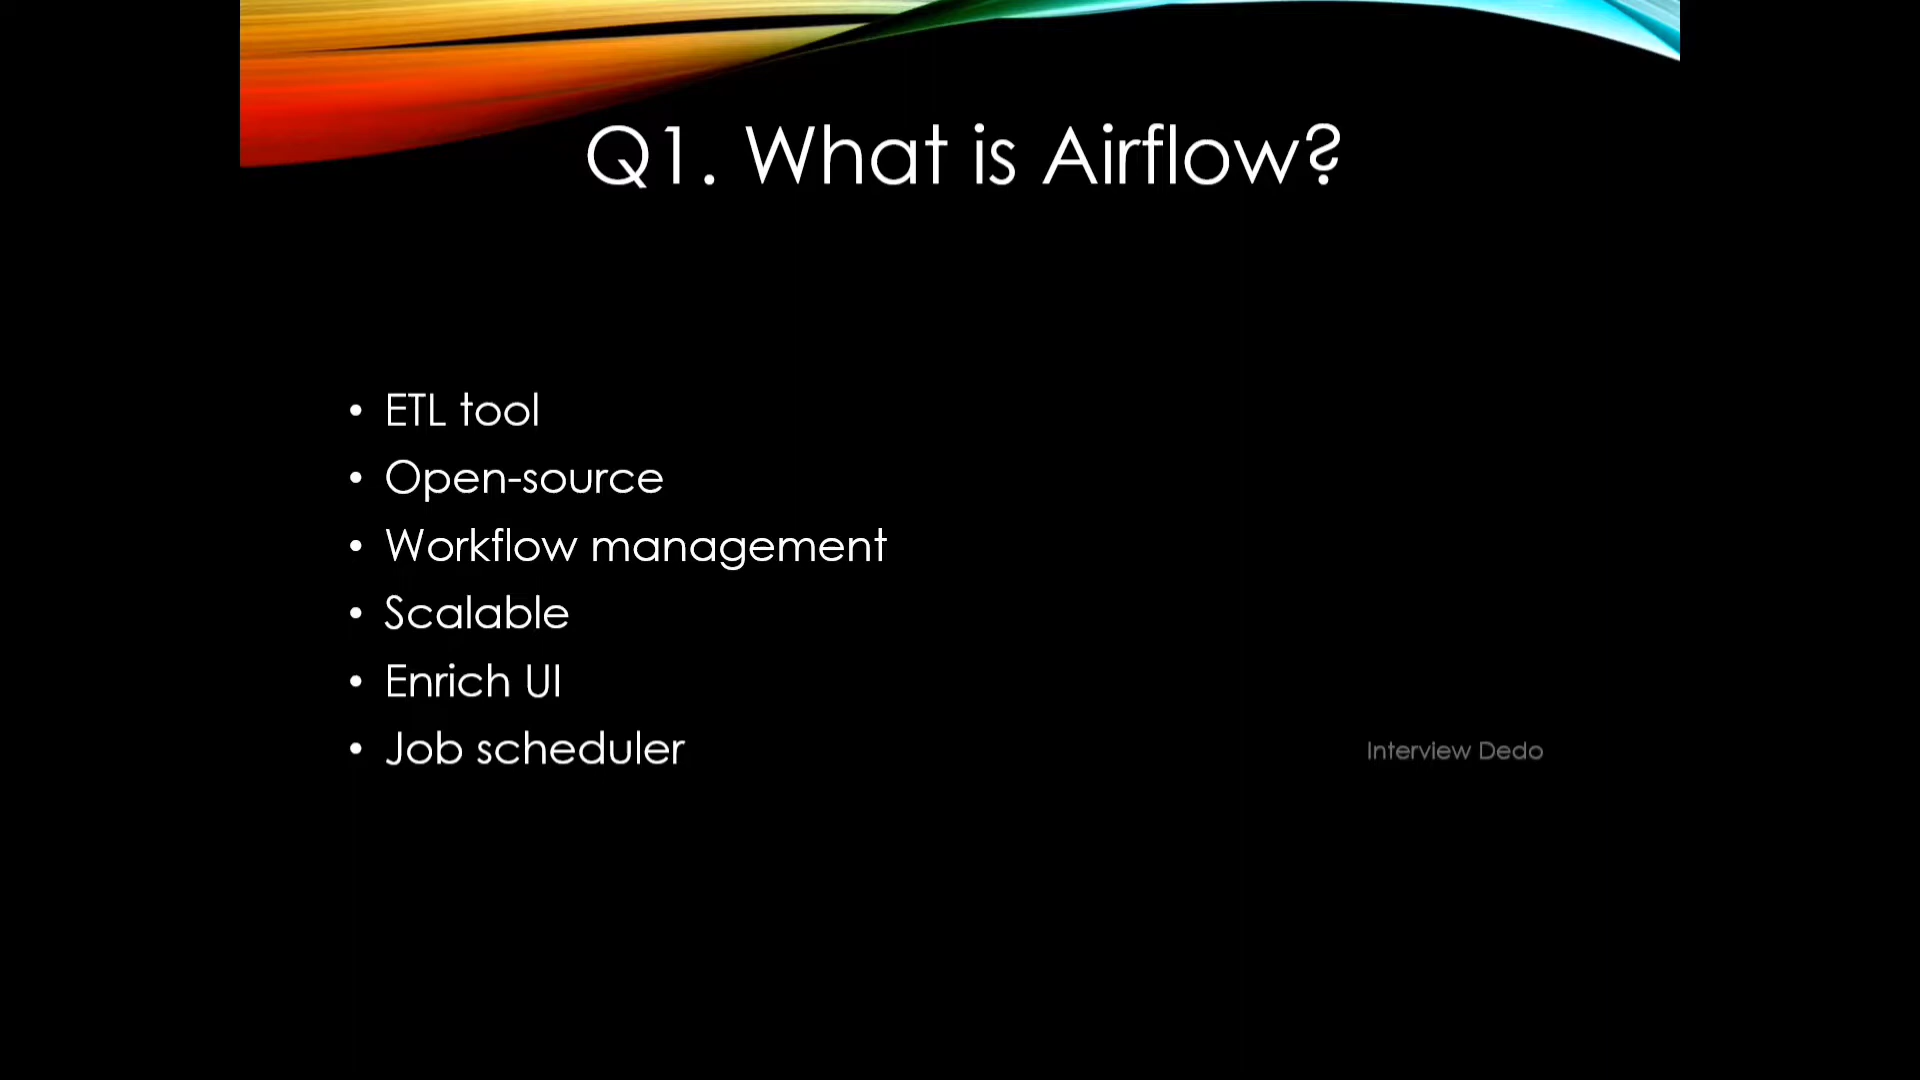 Q1. What is Airflow?
• ETL tool
• Open-source
• Workflow management
• Scalable
• Enrich UI
• Job scheduler
Interview Dedo